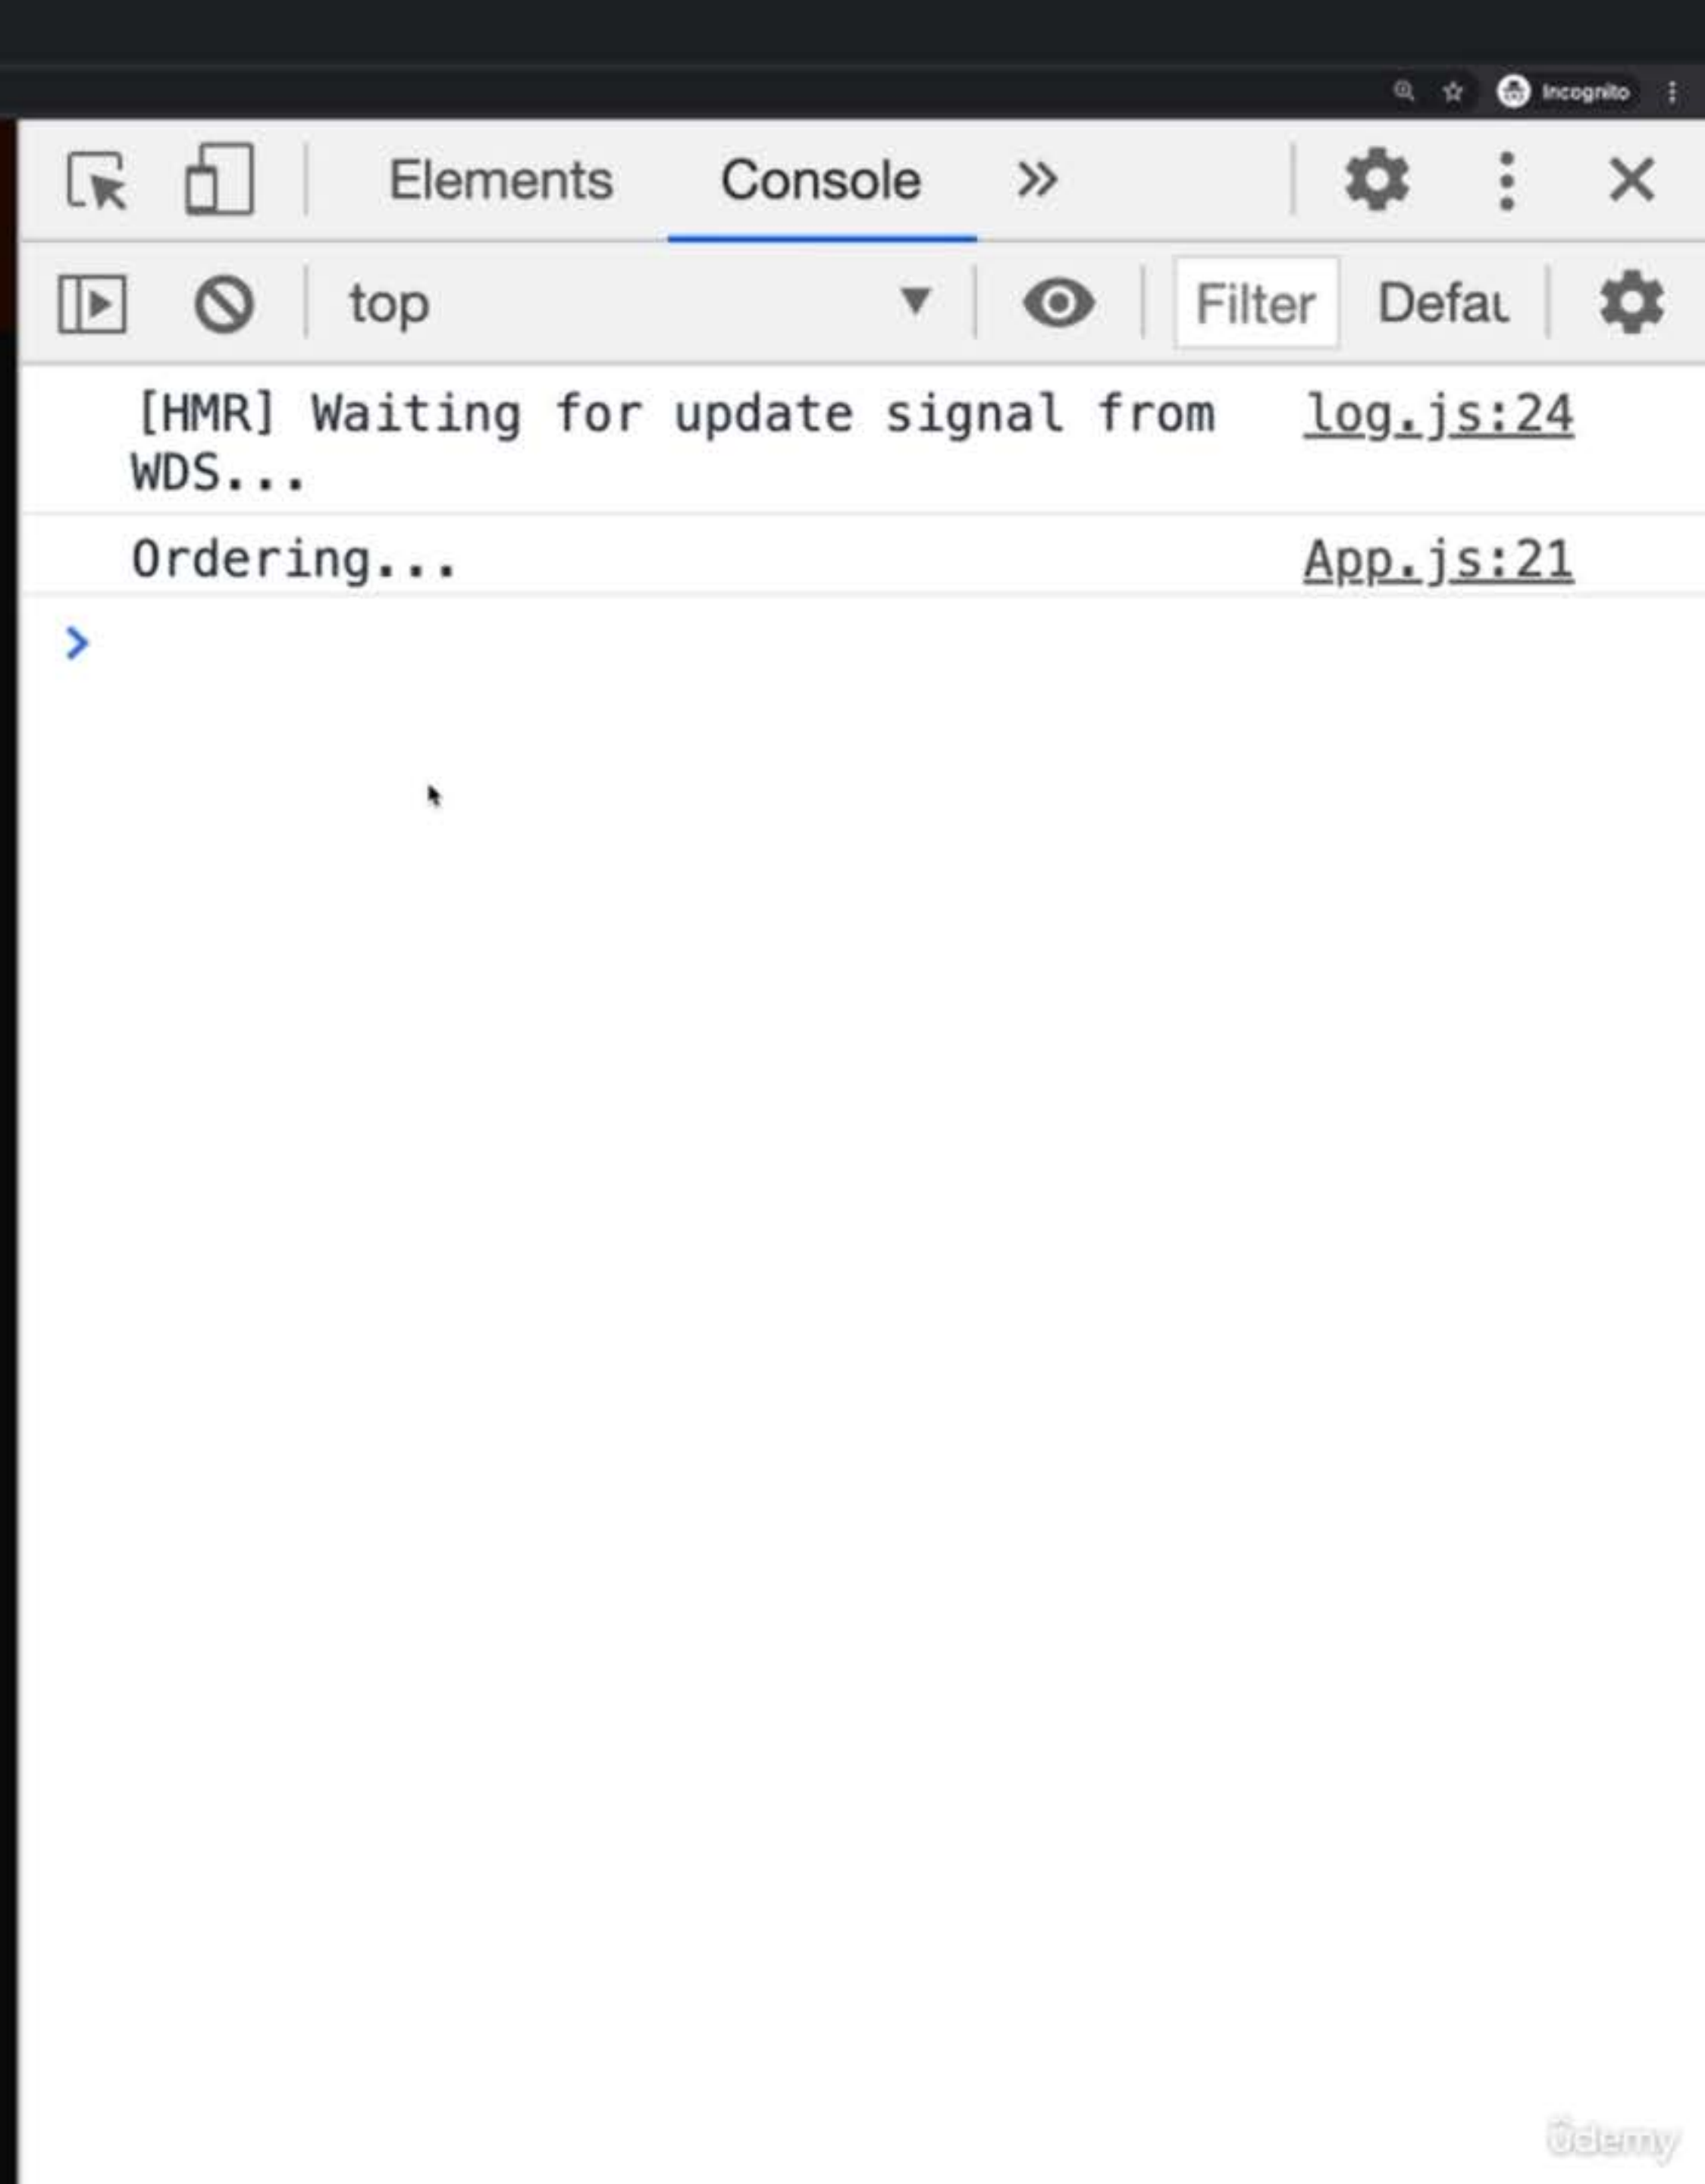 Incognito
Elements Console
top Filter Defau
[HMR] Waiting for update signal from log.js:24
WDS...
Ordering... App.js:21
ûdemy